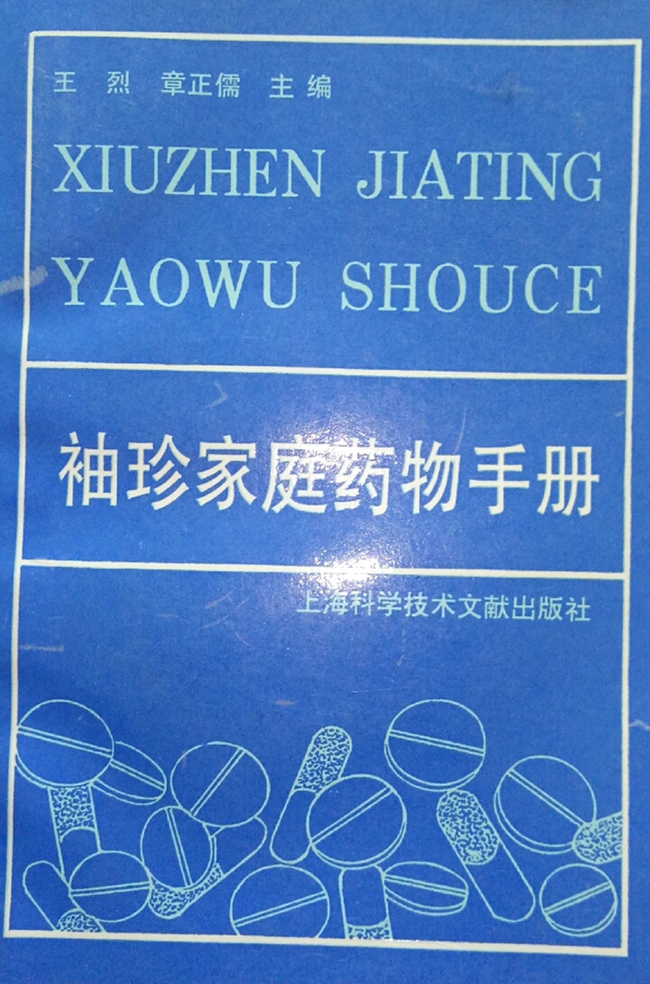 王烈 章正儒 主编
XIUZHEN JIATING
YAOWU SHOUCE
袖珍家庭药物手册
上海科学技术文献出版社